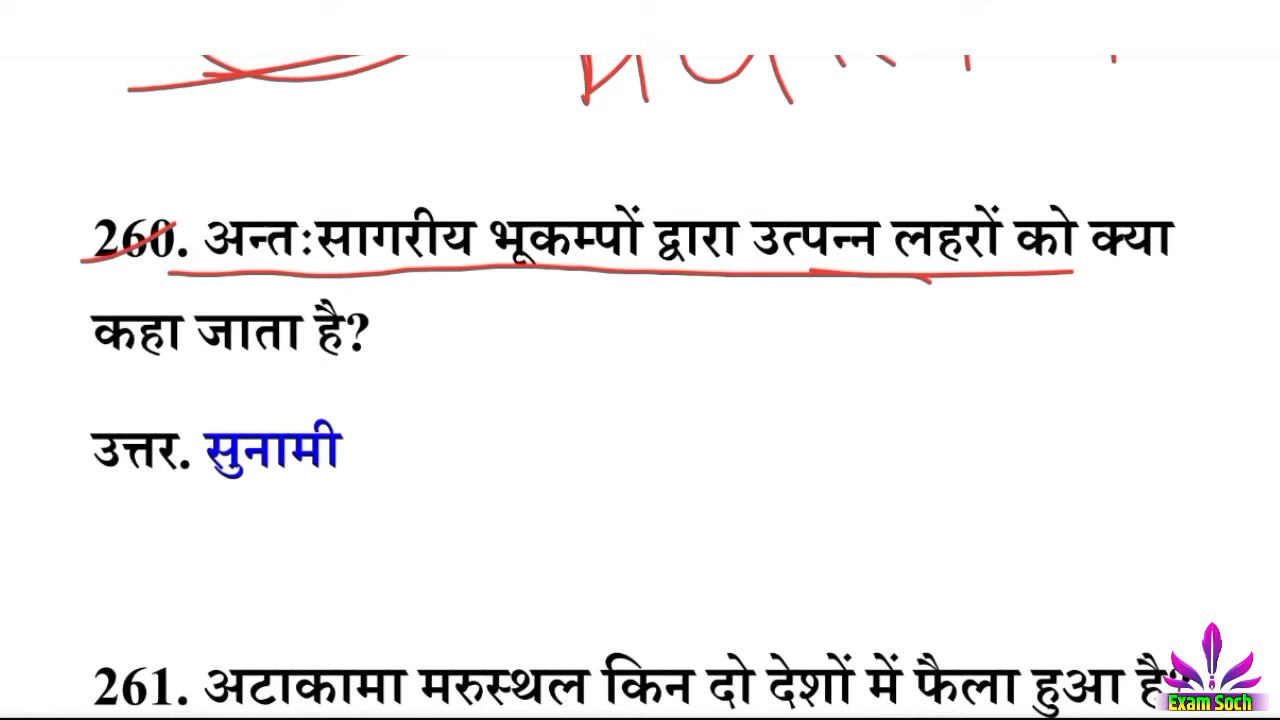 260. अन्तःसागरीय भूकम्पों द्वारा उत्पन्न लहरों को क्या
कहा जाता है?
उत्तर. सुनामी
261. अटाकामा मरुस्थल किन दो देशों में फैला हुआ है?
Exam Soch